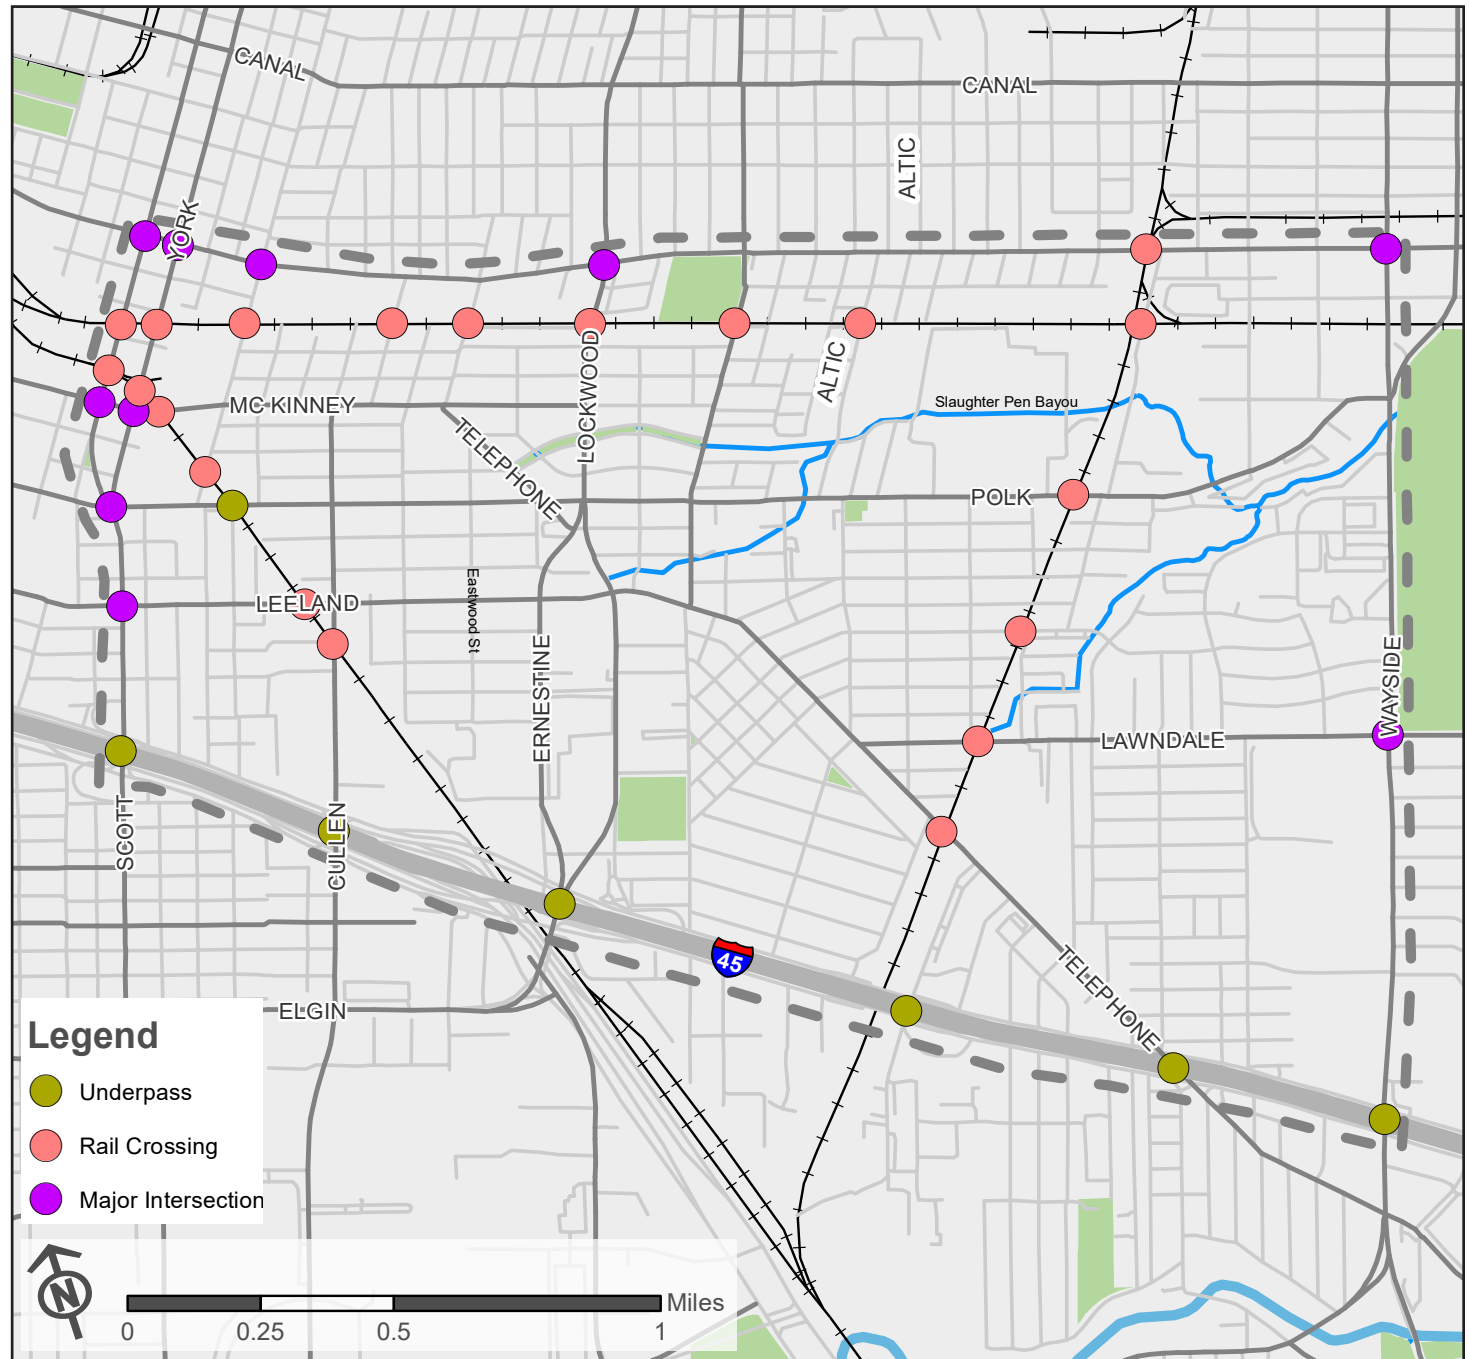 CANAL
CANAL
ALTIC
YORK
ALTIC
LOCKWOOD
Slaughter Pen Bayou
MC KINNEY
TELEPHONE
POLK
Eastwood St
LEELAND
ERNESTINE
WAYSIDE
LAWNDALE
SCOTT
CULLEN
45
TELEPHONE
ELGIN
Legend
Underpass
Rail Crossing
Major Intersection
N
Miles
0 0.25 0.5 1